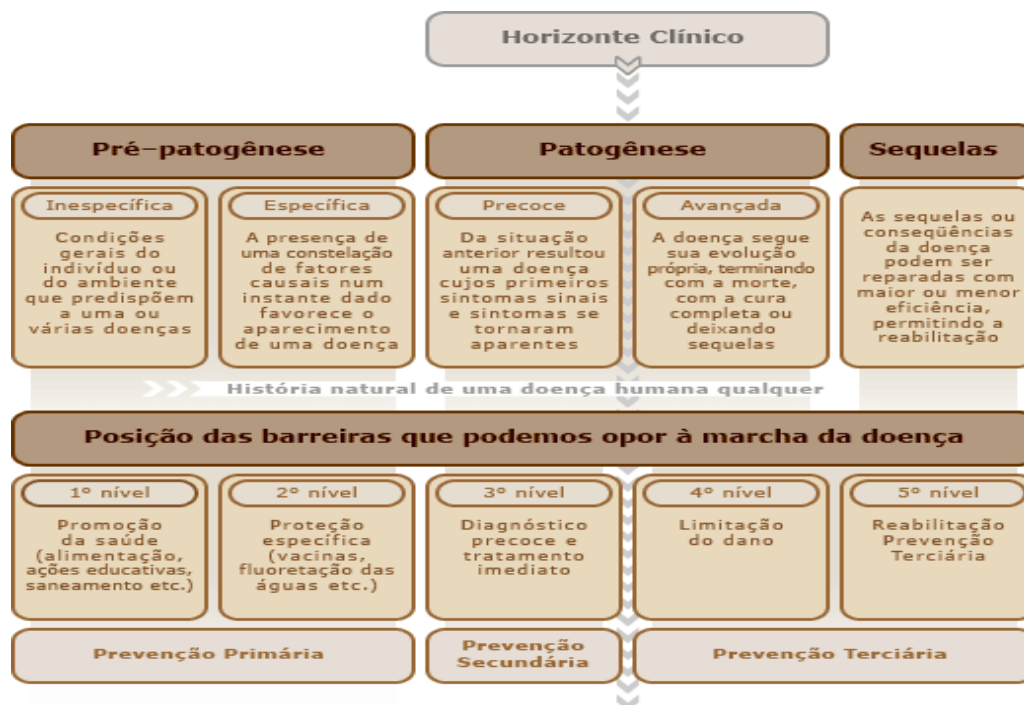 Horizonte Clínico
Pré-patogênese
Patogênese
Sequelas
Inespecífica
Condições
gerais do
indivíduo ou
do ambiente
que predispõem
a uma ou
várias doenças
Específica
A presença de
uma constelação
de fatores
causais num
instante dado
favorece o
aparecimento
de uma doença
Precoce
Da situação
anterior resultou
uma doença
cujos primeiros
sintomas sinais
e sintomas se
tornaram
aparentes
Avançada
A doença segue
sua evolução
própria, terminando
com a morte,
com a cura
completa ou
deixando
sequelas
As sequelas ou
conseqüências
da doença
podem ser
reparadas com
maior ou menor
eficiência,
permitindo a
reabilitação
História natural de uma doença humana qualquer
Posição das barreiras que podemos opor à marcha da doença
1º nível
Promoção
da saúde
(alimentação,
ações educativas,
saneamento etc.)
2º nível
Proteção
específica
(vacinas,
fluoretação das
águas etc.)
3º nível
Diagnóstico
precoce e
tratamento
imediato
4º nível
Limitação
do dano
5º nível
Reabilitação
Prevenção
Terciária
Prevenção Primária
Prevenção
Secundária
Prevenção Terciária